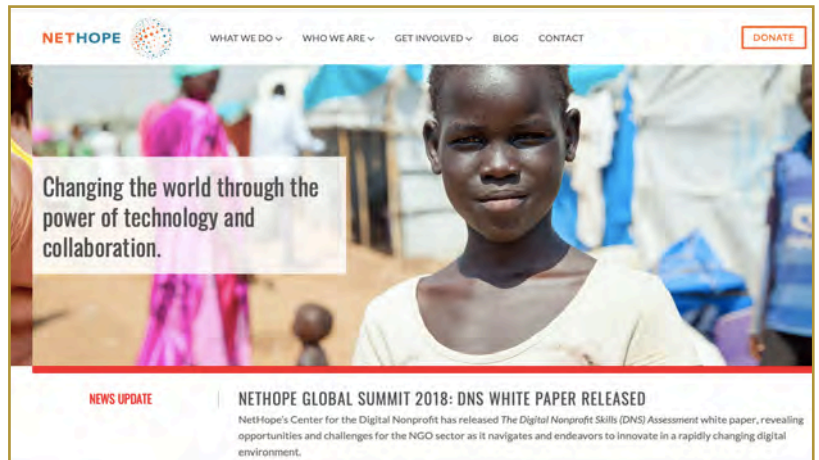 NETHOPE
WHAT WE DO
WHO WE ARE
GET INVOLVED
BLOG
CONTACT
DONATE
Changing the world through the
power of technology and
collaboration.
NEWS UPDATE
NETHOPE GLOBAL SUMMIT 2018: DNS WHITE PAPER RELEASED
NetHope's Center for the Digital Nonprofit has released The Digital Nonprofit Skills (DNS) Assessment white paper, revealing
opportunities and challenges for the NGO sector as it navigates and endeavors to innovate in a rapidly changing digital
environment.